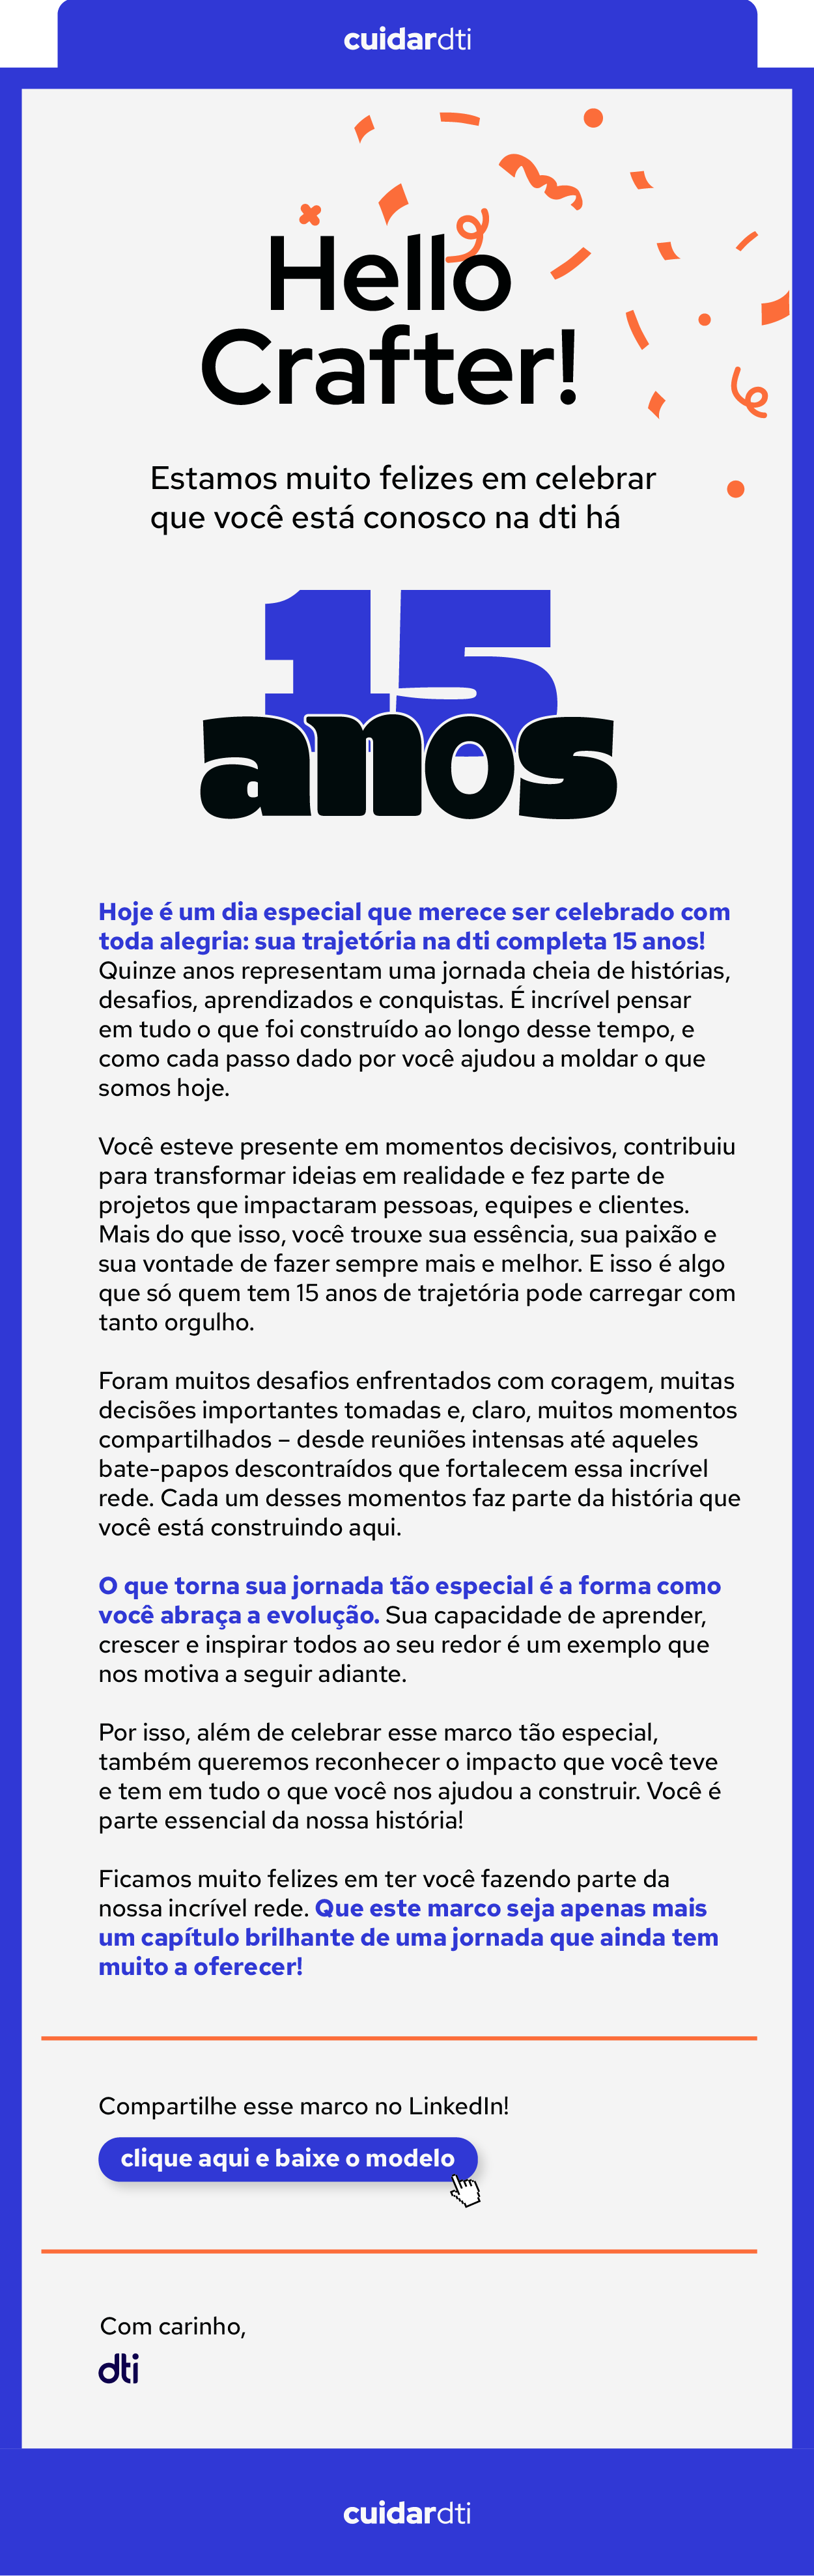 cuidardti
Hello
Crafter!
Estamos muito felizes em celebrar
que você está conosco na dti há
15
anos
Hoje é um dia especial que merece ser celebrado com
toda alegria: sua trajetória na dti completa 15 anos!
Quinze anos representam uma jornada cheia de histórias,
desafios, aprendizados e conquistas. É incrível pensar
em tudo o que foi construído ao longo desse tempo, e
como cada passo dado por você ajudou a moldar o que
somos hoje.
Você esteve presente em momentos decisivos, contribuiu
para transformar ideias em realidade e fez parte de
projetos que impactaram pessoas, equipes e clientes.
Mais do que isso, você trouxe sua essência, sua paixão e
sua vontade de fazer sempre mais e melhor. E isso é algo
que só quem tem 15 anos de trajetória pode carregar com
tanto orgulho.
Foram muitos desafios enfrentados com coragem, muitas
decisões importantes tomadas e, claro, muitos momentos
compartilhados – desde reuniões intensas até aqueles
bate-papos descontraídos que fortalecem essa incrível
rede. Cada um desses momentos faz parte da história que
você está construindo aqui.
O que torna sua jornada tão especial é a forma como
você abraça a evolução. Sua capacidade de aprender,
crescer e inspirar todos ao seu redor é um exemplo que
nos motiva a seguir adiante.
Por isso, além de celebrar esse marco tão especial,
também queremos reconhecer o impacto que você teve
e tem em tudo o que você nos ajudou a construir. Você é
parte essencial da nossa história!
Ficamos muito felizes em ter você fazendo parte da
nossa incrível rede. Que este marco seja apenas mais
um capítulo brilhante de uma jornada que ainda tem
muito a oferecer!
Compartilhe esse marco no LinkedIn!
clique aqui e baixe o modelo
Com carinho,
dti
cuidardti